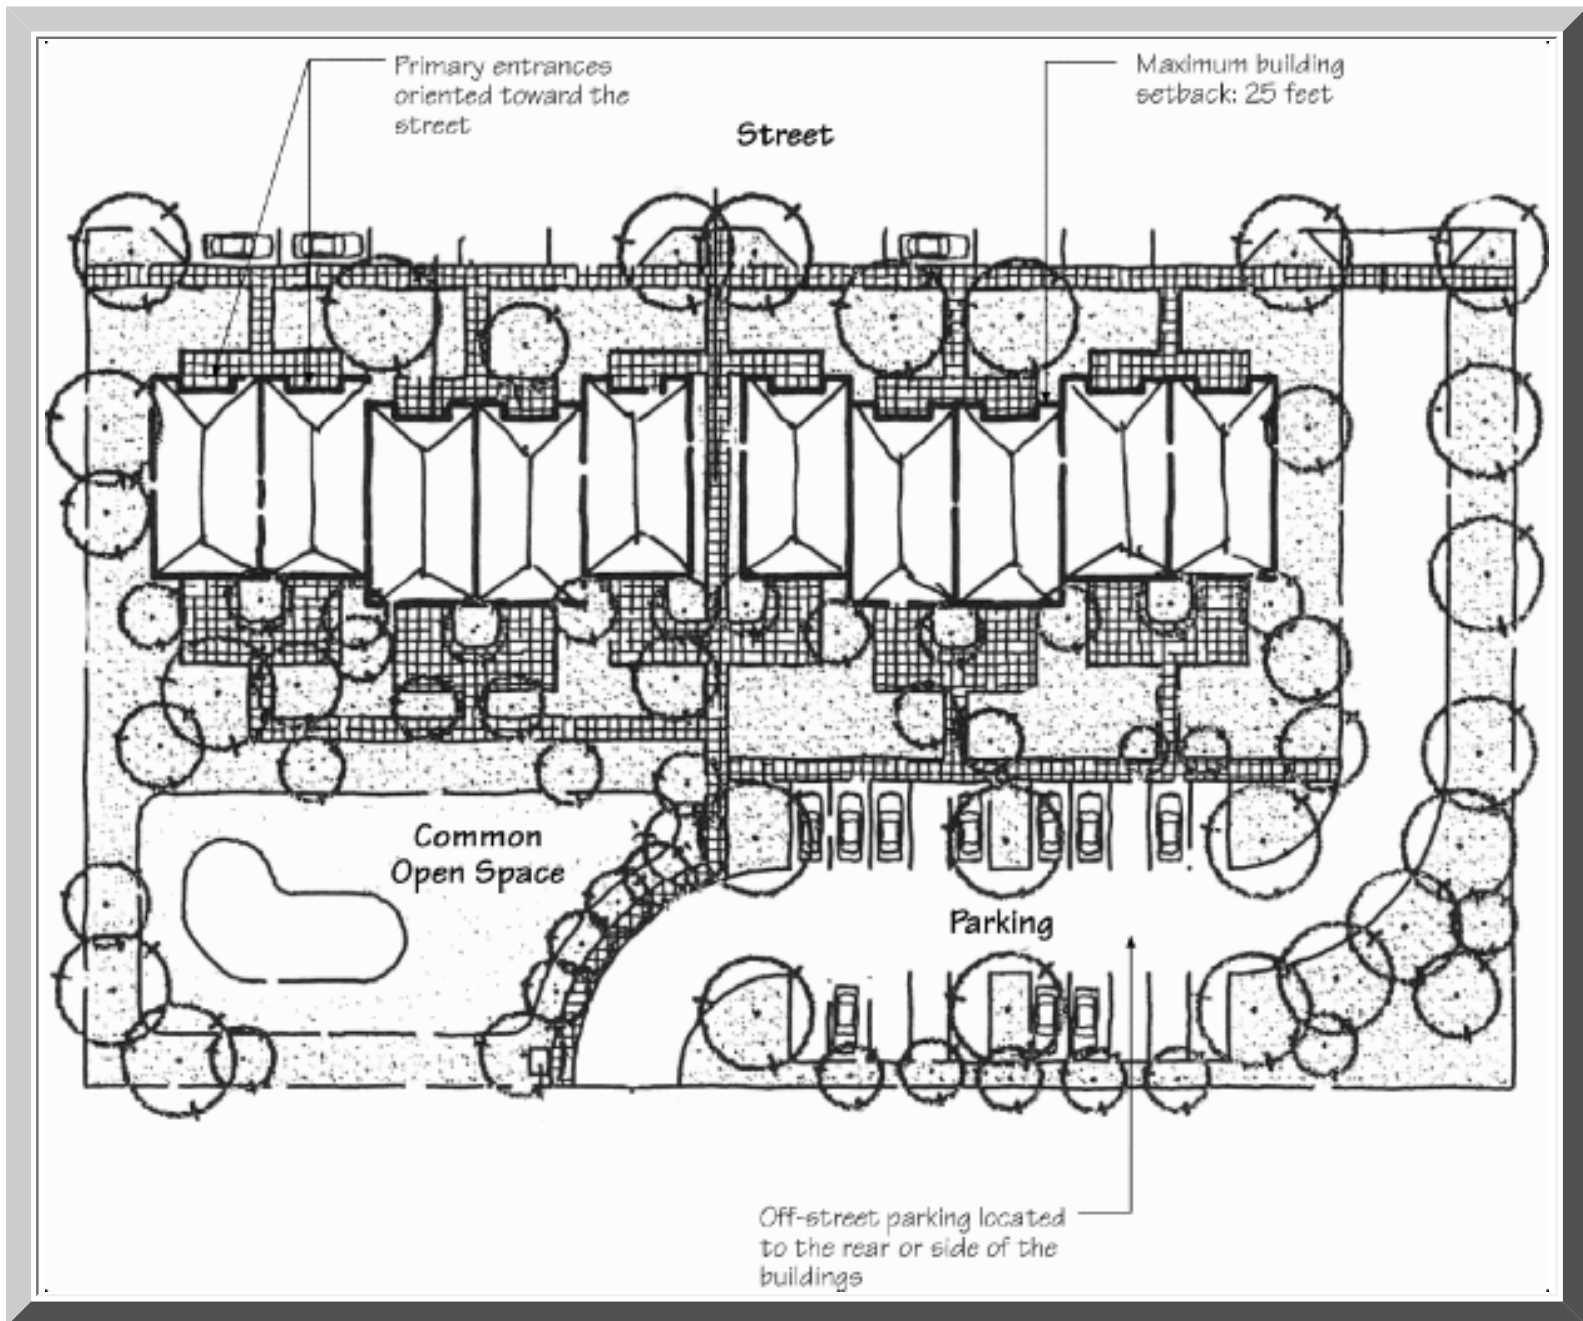 Primary entrances
oriented toward the
street
Maximum building
setback: 25 feet
Street
Common
Open Space
Parking
Off-street parking located
to the rear or side of the
buildings